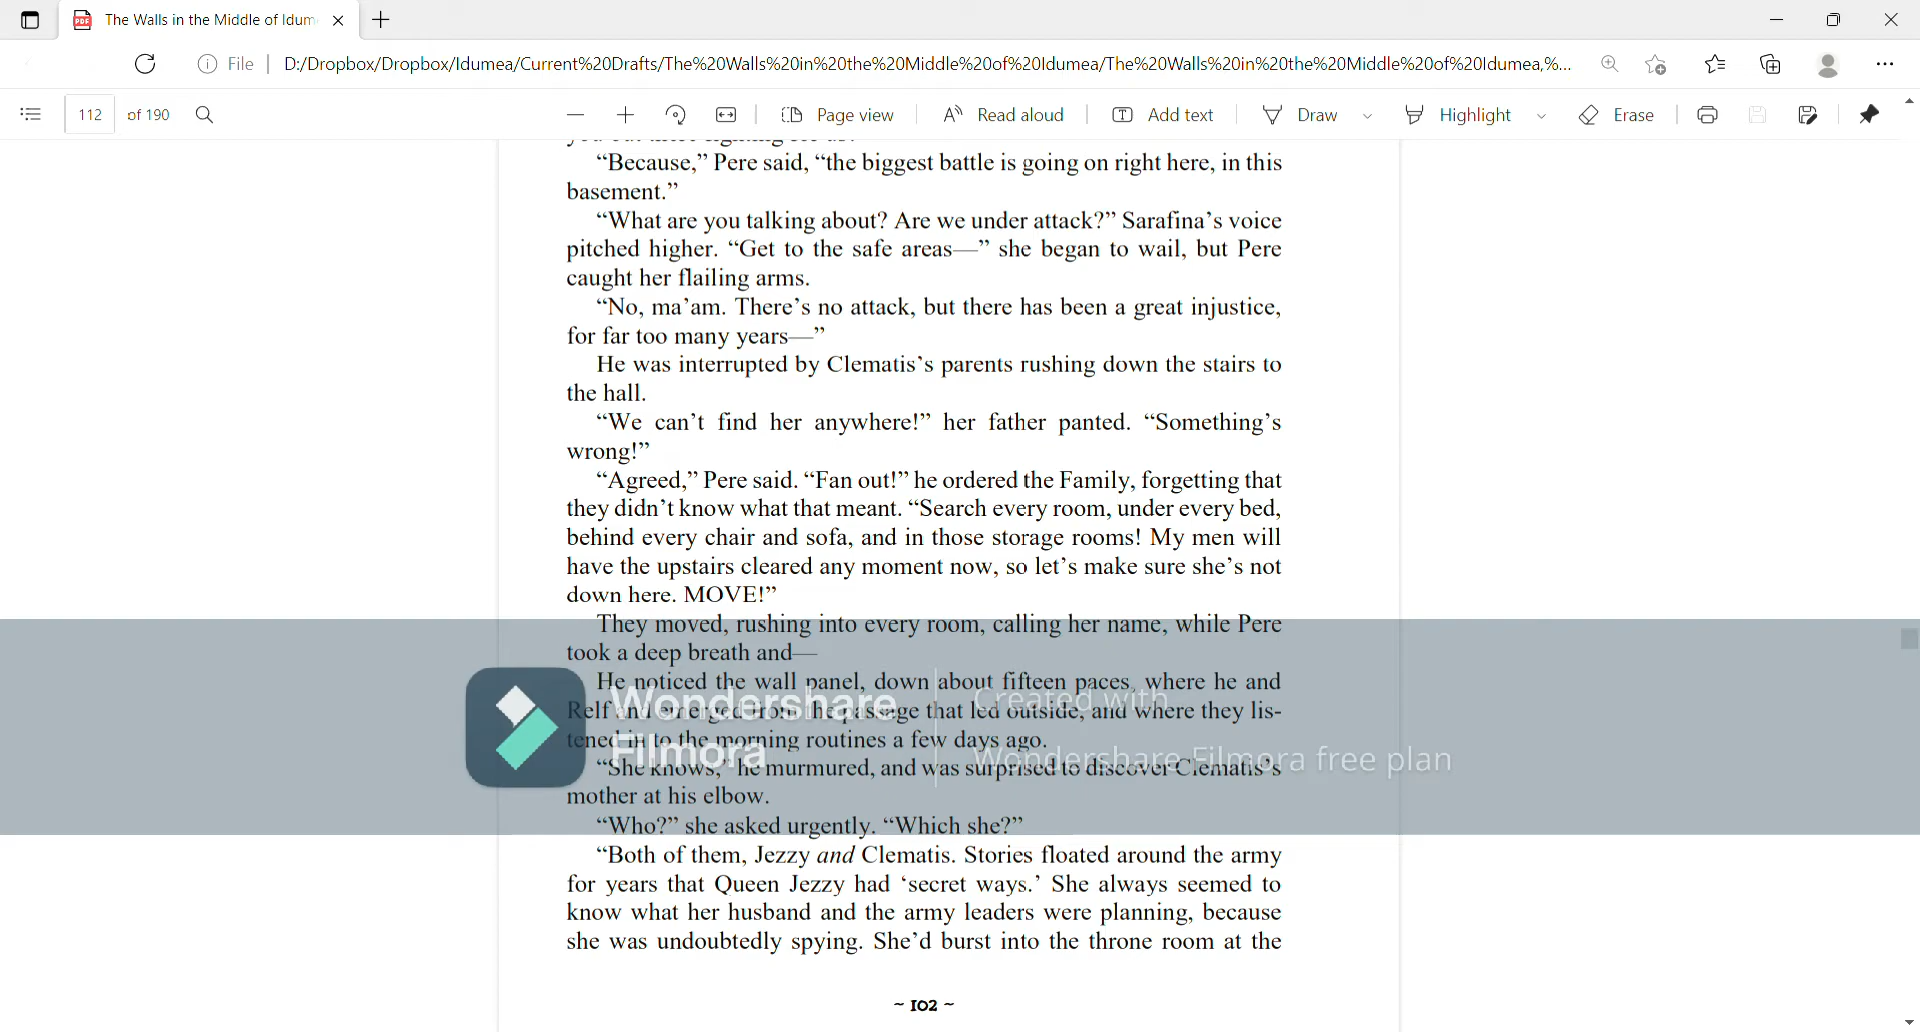 The Walls in the Middle of Idum
File
D:/Dropbox/Dropbox/Idumea/Current%20Drafts/The%20Walls%20in%20the%20Middle%20of%20Idumea/The%20Walls%20in%20the%20Middle%20of%20Idumea,%...
112 of 190 Page view Read aloud Add text Draw Highlight Erase
“Because,” Pere said, “the biggest battle is going on right here, in this
basement.”
“What are you talking about? Are we under attack?” Sarafina’s voice
pitched higher. “Get to the safe areas—” she began to wail, but Pere
caught her flailing arms.
“No, ma’am. There’s no attack, but there has been a great injustice,
for far too many years—”
He was interrupted by Clematis’s parents rushing down the stairs to
the hall.
“We can’t find her anywhere!” her father panted. “Something’s
wrong!”
“Agreed,” Pere said. “Fan out!” he ordered the Family, forgetting that
they didn’t know what that meant. “Search every room, under every bed,
behind every chair and sofa, and in those storage rooms! My men will
have the upstairs cleared any moment now, so let’s make sure she’s not
down here. MOVE!”
They moved, rushing into every room, calling her name, while Pere
took a deep breath and—
He noticed the wall panel, down about fifteen paces, where he and
Relf and emerged from the passage that led outside, and where they lis-
tened in to the morning routines a few days ago.
“She knows,” he murmured, and was surprised to discover Clematis’s
mother at his elbow.
“Who?” she asked urgently. “Which she?”
“Both of them, Jezzy and Clematis. Stories floated around the army
for years that Queen Jezzy had ‘secret ways.’ She always seemed to
know what her husband and the army leaders were planning, because
she was undoubtedly spying. She’d burst into the throne room at the
~ 102 ~
Wondershare
Filmora
Created with
Wondershare Filmora free plan